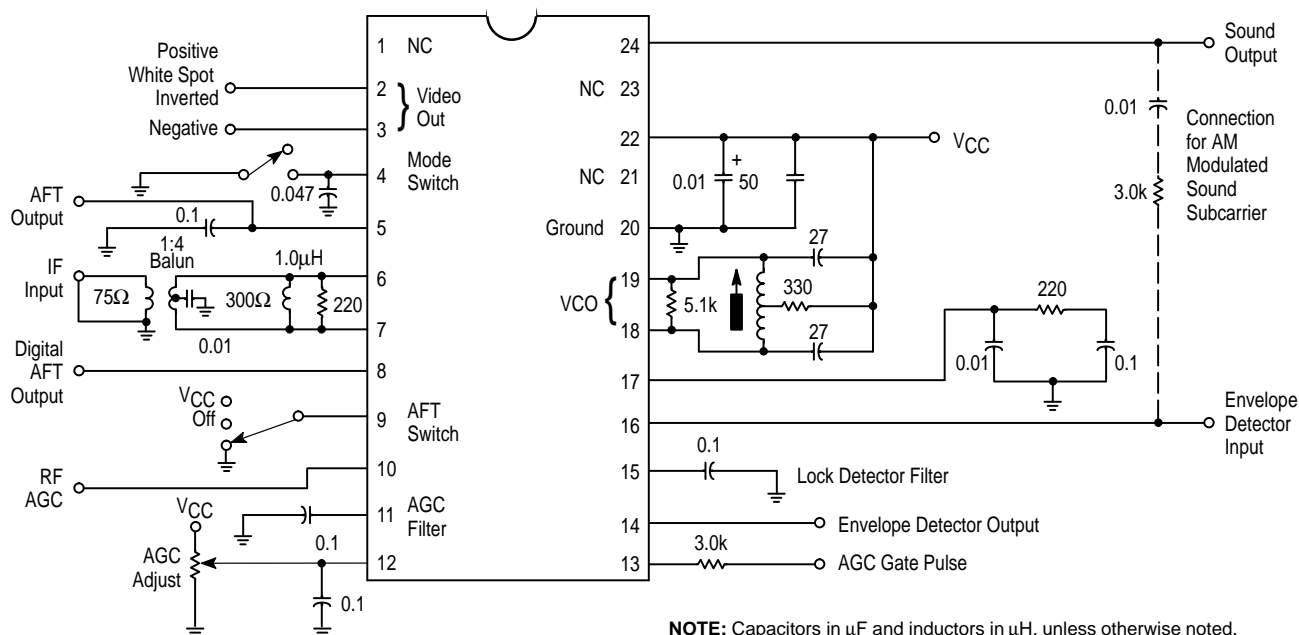 1 NC
Positive
White Spot
Inverted
2
Video
Out
Negative
3
4
Mode
Switch
0.047
AFT
Output
0.1
5
1:4
Balun
1.0μH
IF
Input
6
75Ω
300Ω
220
7
0.01
Digital
AFT
Output
8
VCC
Off
9
AFT
Switch
10
RF
AGC
11
AGC
Filter
VCC
0.1
AGC
Adjust
12
0.1
24
Sound
Output
NC 23
0.01
Connection
for AM
Modulated
Sound
Subcarrier
3.0k
22
VCC
NC 21
0.01
+
50
Ground 20
27
19
VCO
5.1k
330
18
27
220
17
0.01
0.1
16
Envelope
Detector
Input
0.1
15
Lock Detector Filter
14
Envelope Detector Output
3.0k
13
AGC Gate Pulse
NOTE: Capacitors in μF and inductors in μH, unless otherwise noted.